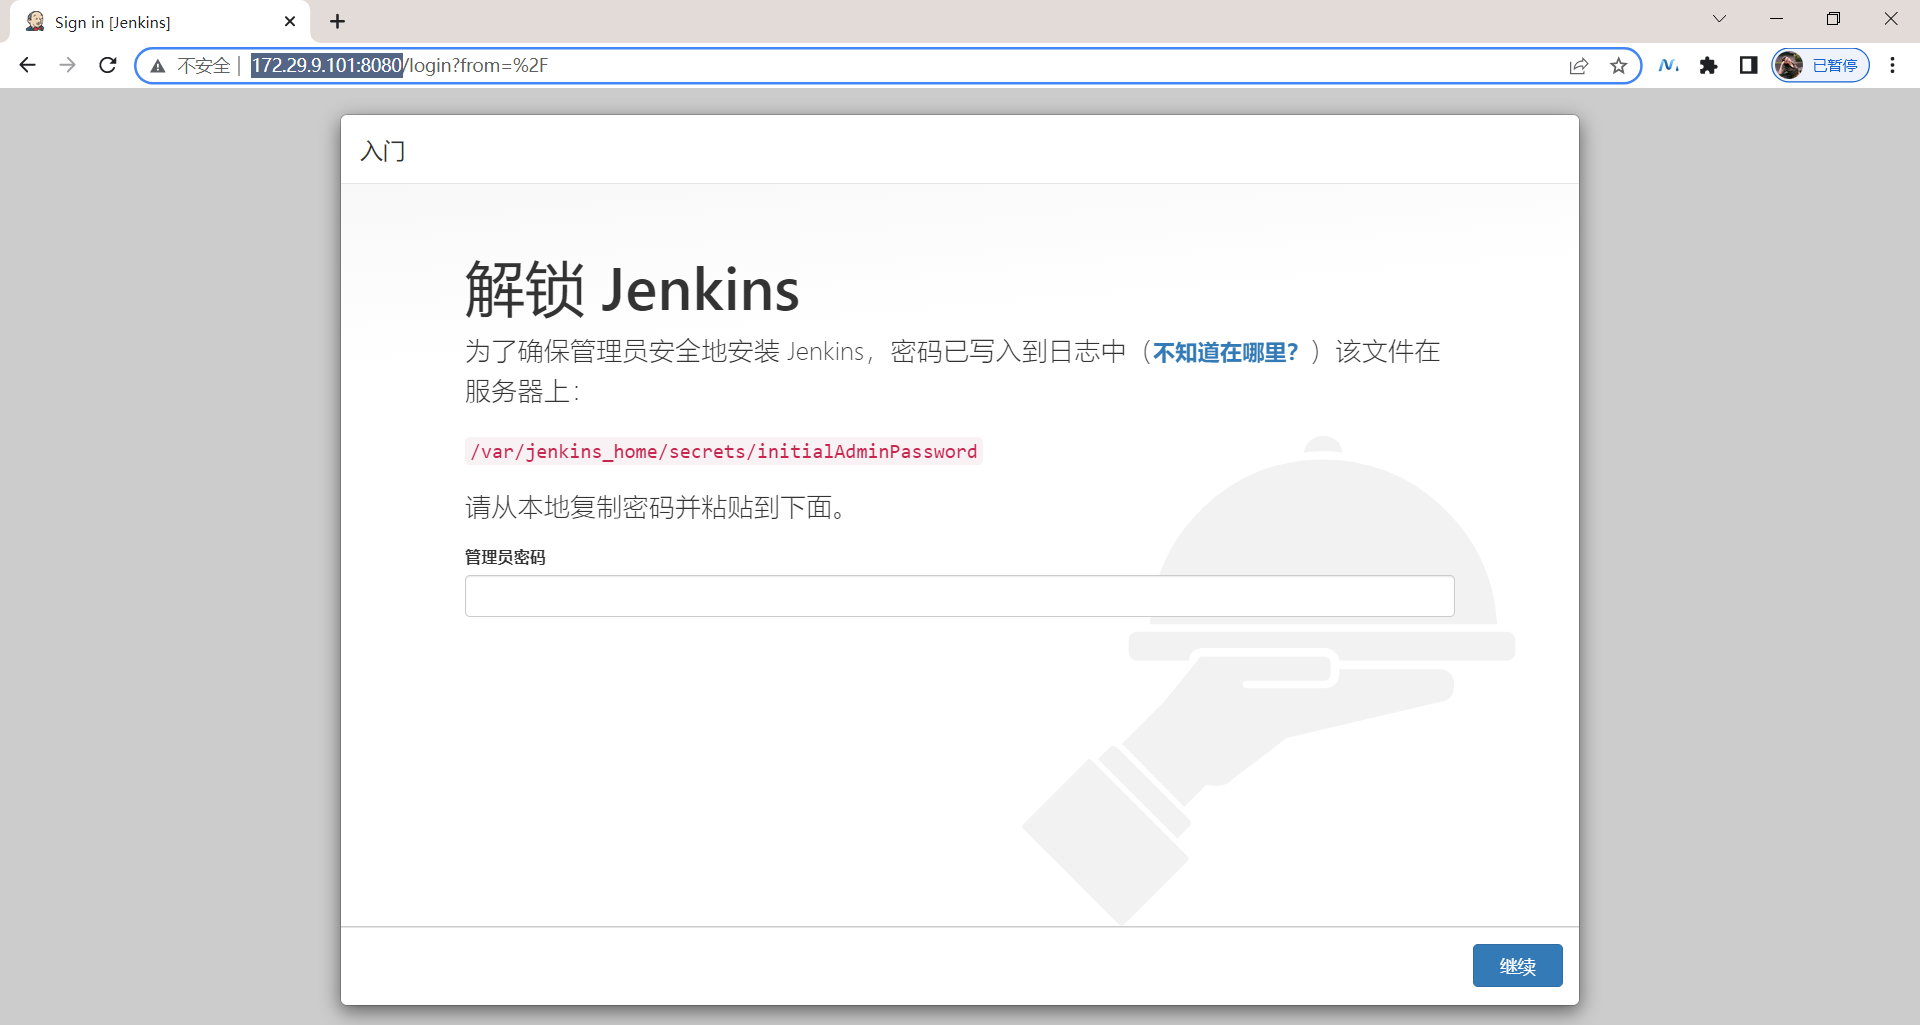 Sign in [Jenkins]
不安全 | 172.29.9.101:8080/login?from=%2F
已暂停
入门
解锁 Jenkins
为了确保管理员安全地安装 Jenkins，密码已写入到日志中（不知道在哪里？）该文件在
服务器上：
/var/jenkins_home/secrets/initialAdminPassword
请从本地复制密码并粘贴到下面。
管理员密码
继续